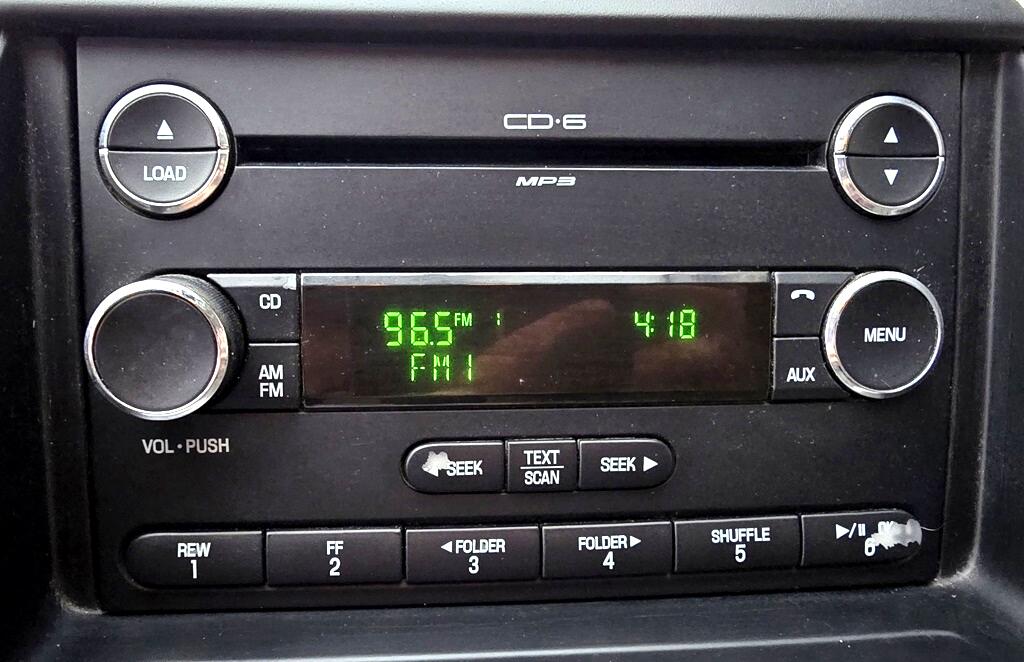 CD·6
LOAD
MP3
CD
96.5 FM 1
4:18
MENU
AM
FM
FM1
AUX
VOL·PUSH
SEEK
TEXT
SCAN
SEEK
REW
1
FF
2
FOLDER
3
FOLDER
4
SHUFFLE
5
OK
6